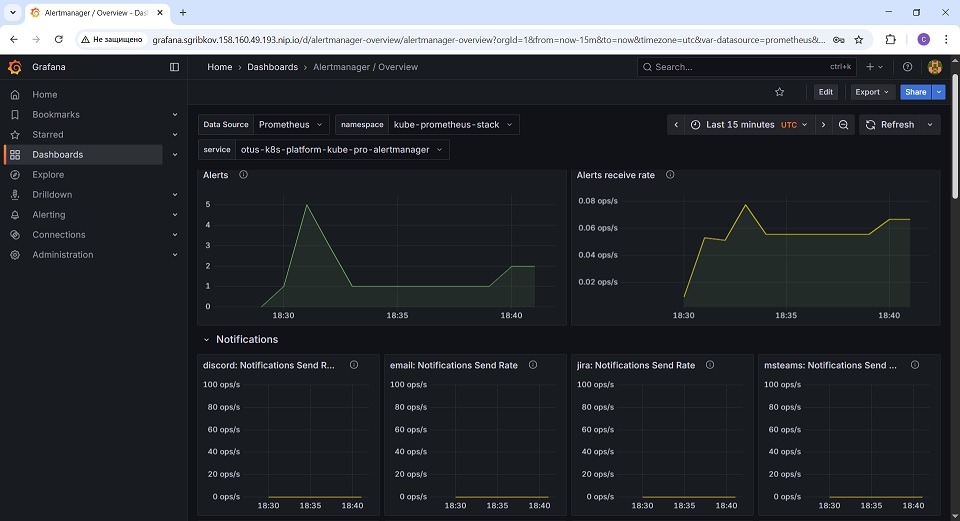 Alertmanager / Overview - Das
Не защищено
grafana.sgribkov.158.160.49.193.nip.io/d/alertmanager-overview/alertmanager-overview?orgId=1&from=now-15m&to=now&timezone=utc&var-datasource=prometheus&...
C
Grafana
Home
Dashboards
Alertmanager / Overview
Search...
ctrl+k
Edit
Export
Share
Home
Bookmarks
Starred
Dashboards
Explore
Drilldown
Alerting
Connections
Administration
Data Source
Prometheus
namespace
kube-prometheus-stack
Last 15 minutes UTC
Refresh
service
otus-k8s-platform-kube-pro-alertmanager
Alerts
5
4
3
2
1
0
18:30
18:35
18:40
Alerts receive rate
0.08 ops/s
0.06 ops/s
0.04 ops/s
0.02 ops/s
18:30
18:35
18:40
Notifications
discord: Notifications Send R...
100 ops/s
80 ops/s
60 ops/s
40 ops/s
20 ops/s
0 ops/s
18:30
18:35
18:40
email: Notifications Send Rate
100 ops/s
80 ops/s
60 ops/s
40 ops/s
20 ops/s
0 ops/s
18:30
18:35
18:40
jira: Notifications Send Rate
100 ops/s
80 ops/s
60 ops/s
40 ops/s
20 ops/s
0 ops/s
18:30
18:35
18:40
msteams: Notifications Send ...
100 ops/s
80 ops/s
60 ops/s
40 ops/s
20 ops/s
0 ops/s
18:30
18:35
18:40